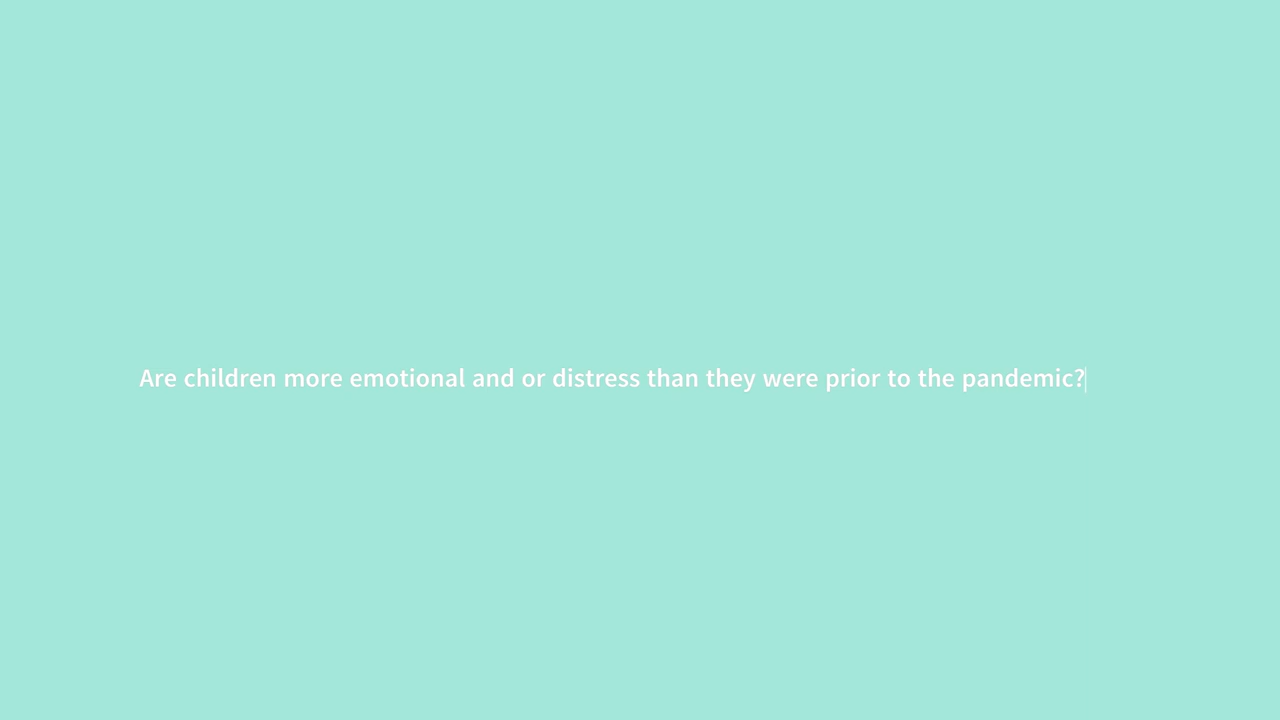 Are children more emotional and or distress than they were prior to the pandemic?